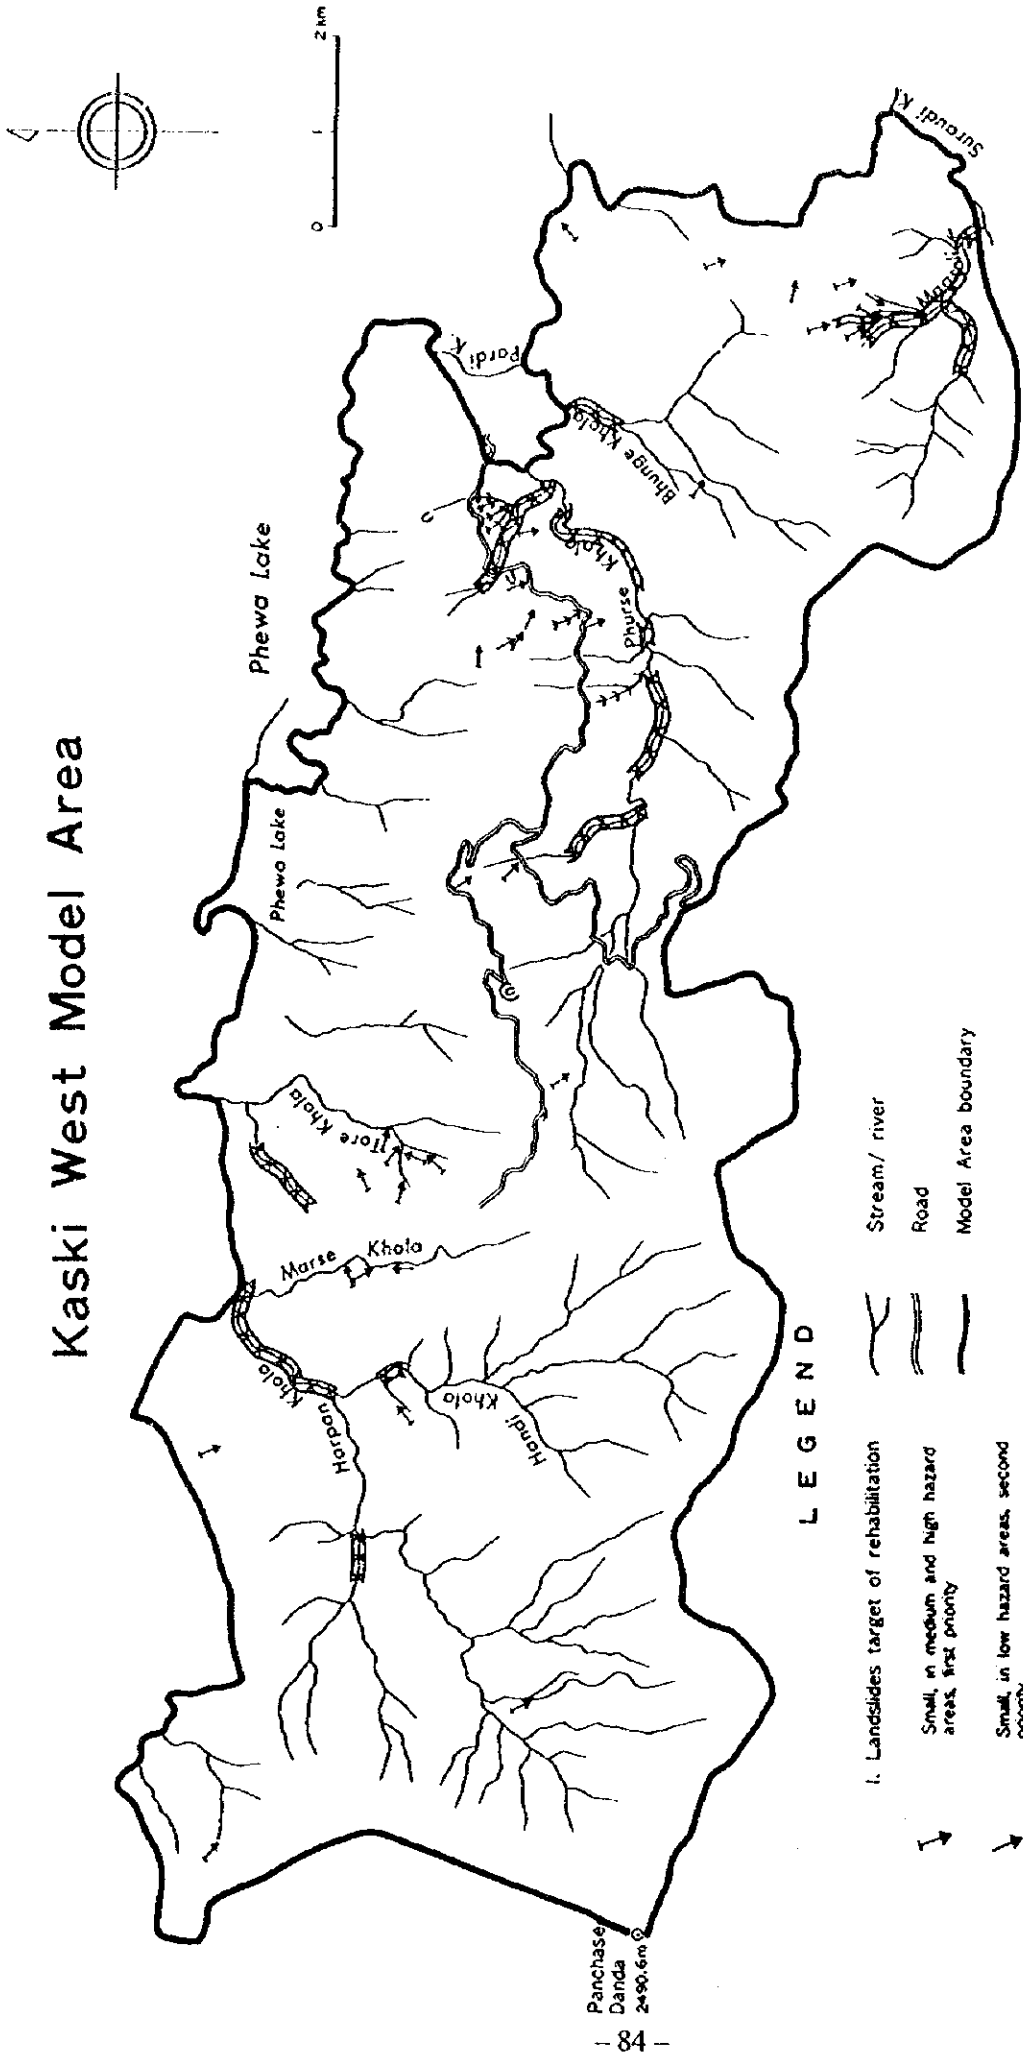 Kaski West Model Area
0
1
2 km
Phewa Lake
Phewa Lake
Pardi K.
Suraudi K.
Bhunge Khola
Phurse
Khola
Khola
Marse
Khola
Horpan
Khola
Handi
Khola
Panchase
Danda
2490.6m
LEGEND
1. Landslides target of rehabilitation
Small, in medium and high hazard
areas, first priority
Small, in low hazard areas, second
priority
Stream/ river
Road
Model Area boundary
– 84 –